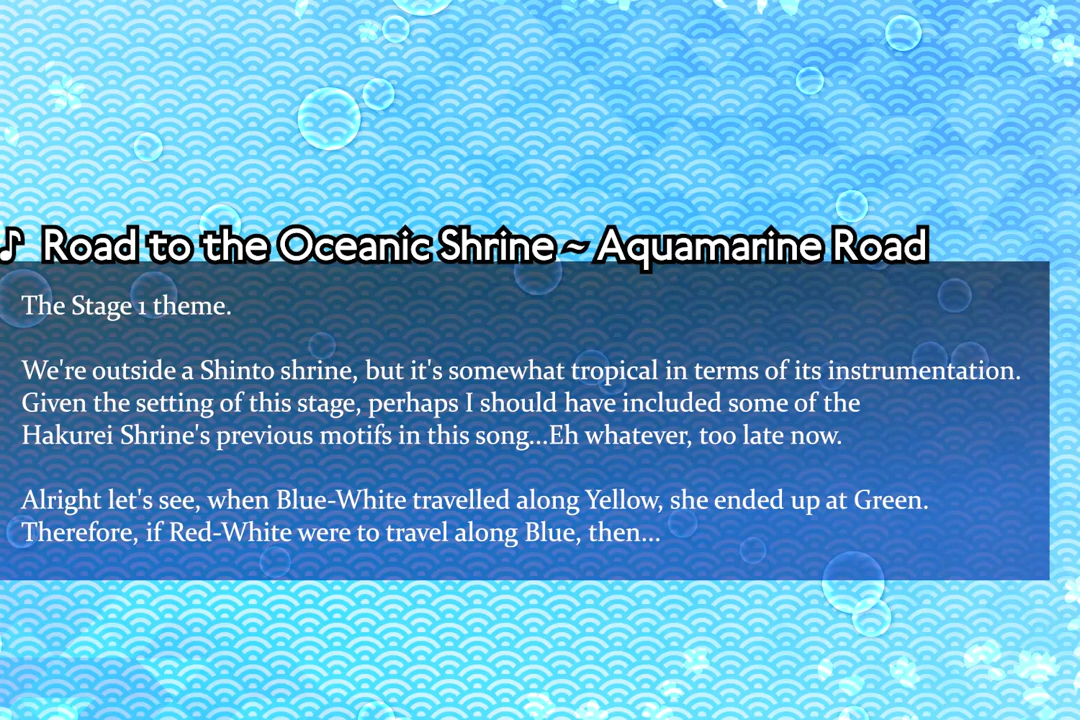 ♪ Road to the Oceanic Shrine ~ Aquamarine Road
The Stage 1 theme.
We're outside a Shinto shrine, but it's somewhat tropical in terms of its instrumentation.
Given the setting of this stage, perhaps I should have included some of the
Hakurei Shrine's previous motifs in this song...Eh whatever, too late now.
Alright let's see, when Blue-White travelled along Yellow, she ended up at Green.
Therefore, if Red-White were to travel along Blue, then...